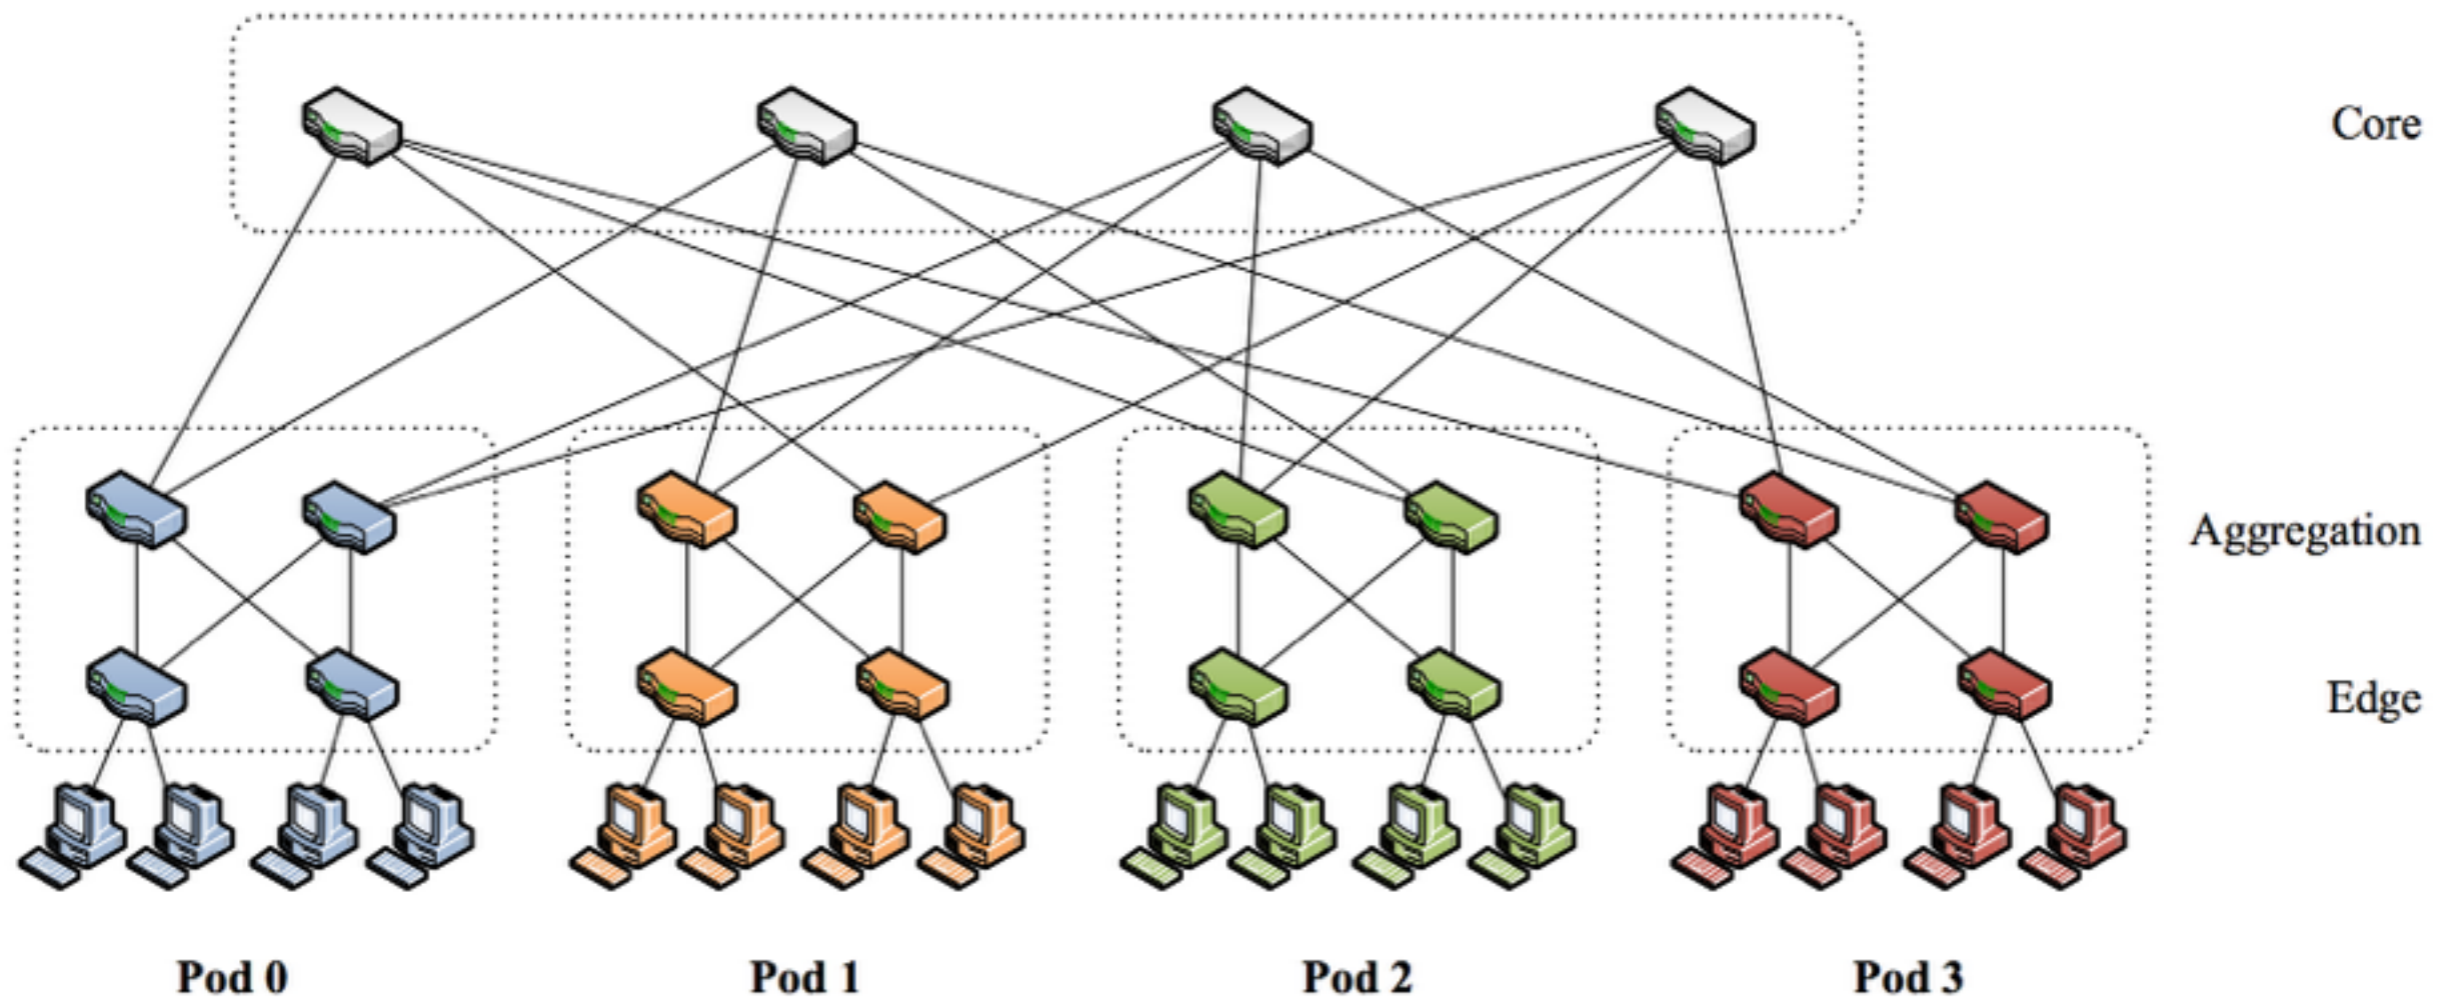 Core
Aggregation
Edge
Pod 0
Pod 1
Pod 2
Pod 3